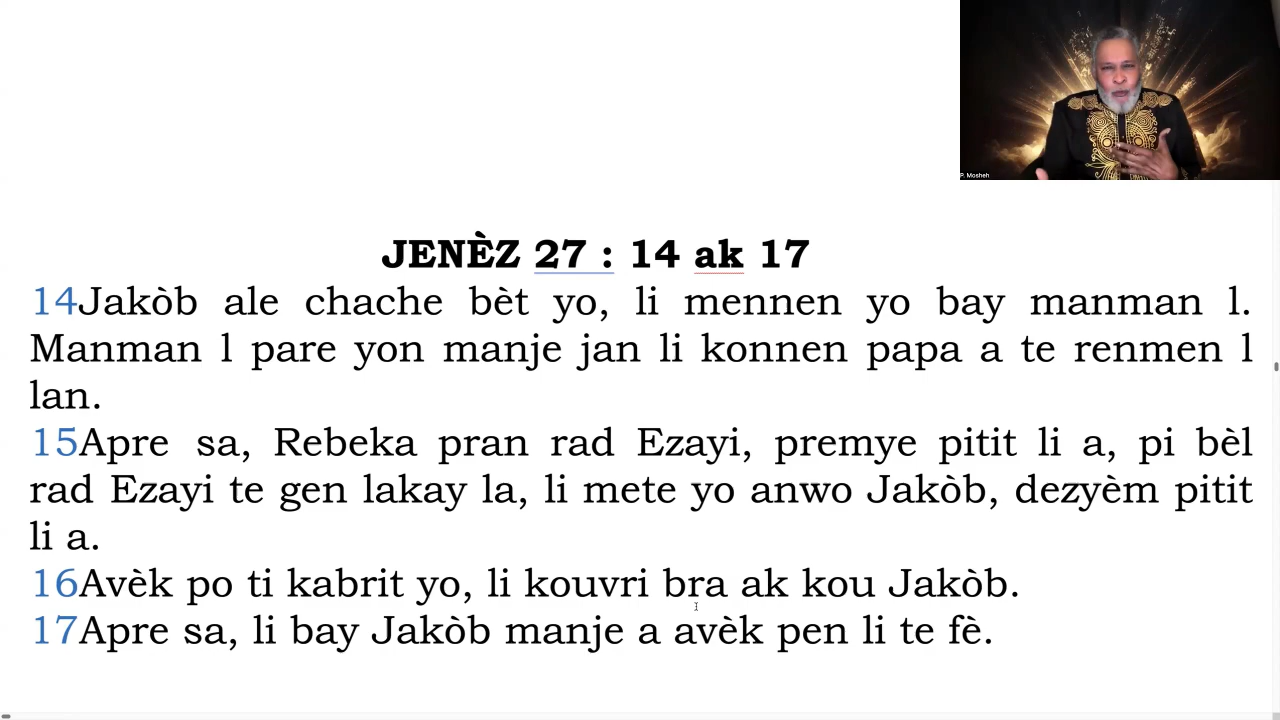 P. Mosheh
JENÈZ 27 : 14 ak 17
14Jakòb ale chache bèt yo, li mennen yo bay manman l.
Manman l pare yon manje jan li konnen papa a te renmen l
lan.
15Apre sa, Rebeka pran rad Ezayi, premye pitit li a, pi bèl
rad Ezayi te gen lakay la, li mete yo anwo Jakòb, dezyèm pitit
li a.
16Avèk po ti kabrit yo, li kouvri bra ak kou Jakòb.
17Apre sa, li bay Jakòb manje a avèk pen li te fè.